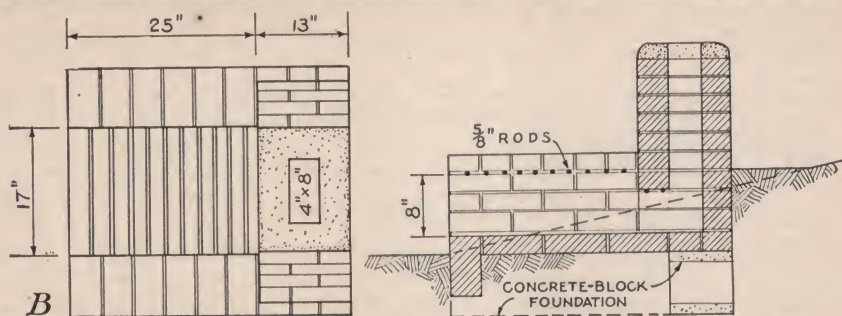 25"
13"
17"
4"x8"
B
5/8" RODS
8"
CONCRETE-BLOCK
FOUNDATION